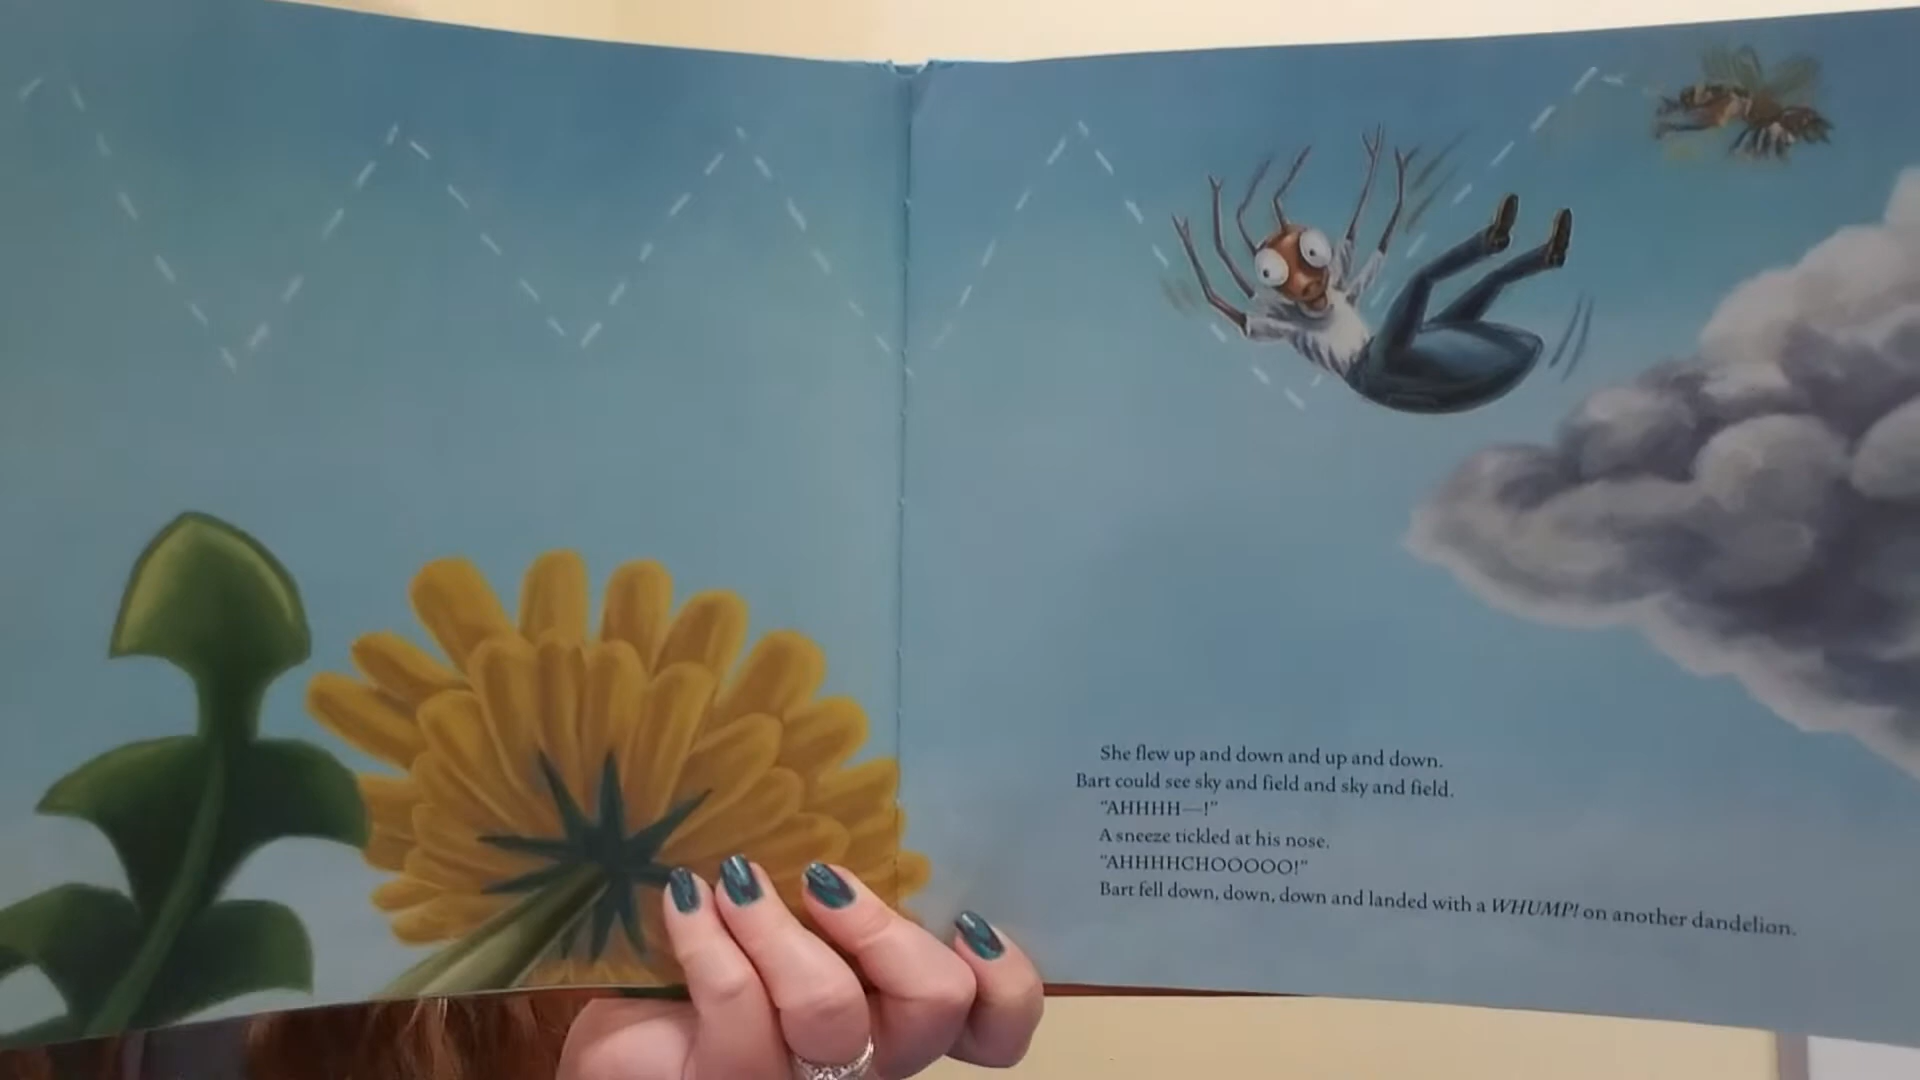 She flew up and down and up and down.
Bart could see sky and field and sky and field.
“AHHHH—!”
A sneeze tickled at his nose.
“AHHHHCHOOOOO!”
Bart fell down, down, down and landed with a WHUMP! on another dandelion.